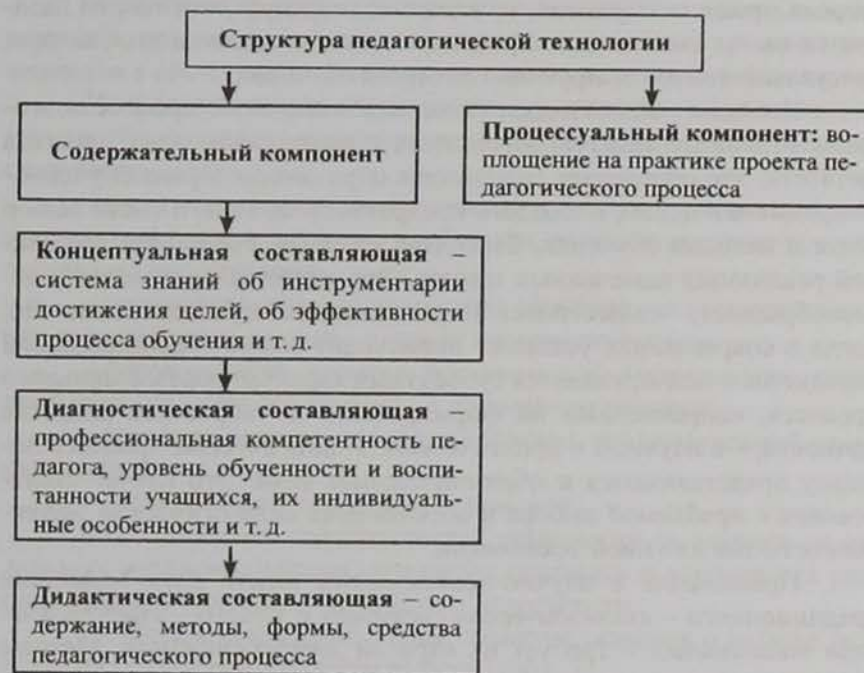 Структура педагогической технологии
Содержательный компонент
Процессуальный компонент: во-
площение на практике проекта пе-
дагогического процесса
Концептуальная составляющая –
система знаний об инструментарии
достижения целей, об эффективности
процесса обучения и т. д.
Диагностическая составляющая –
профессиональная компетентность пе-
дагога, уровень обученности и воспи-
танности учащихся, их индивидуаль-
ные особенности и т. д.
Дидактическая составляющая – со-
держание, методы, формы, средства
педагогического процесса